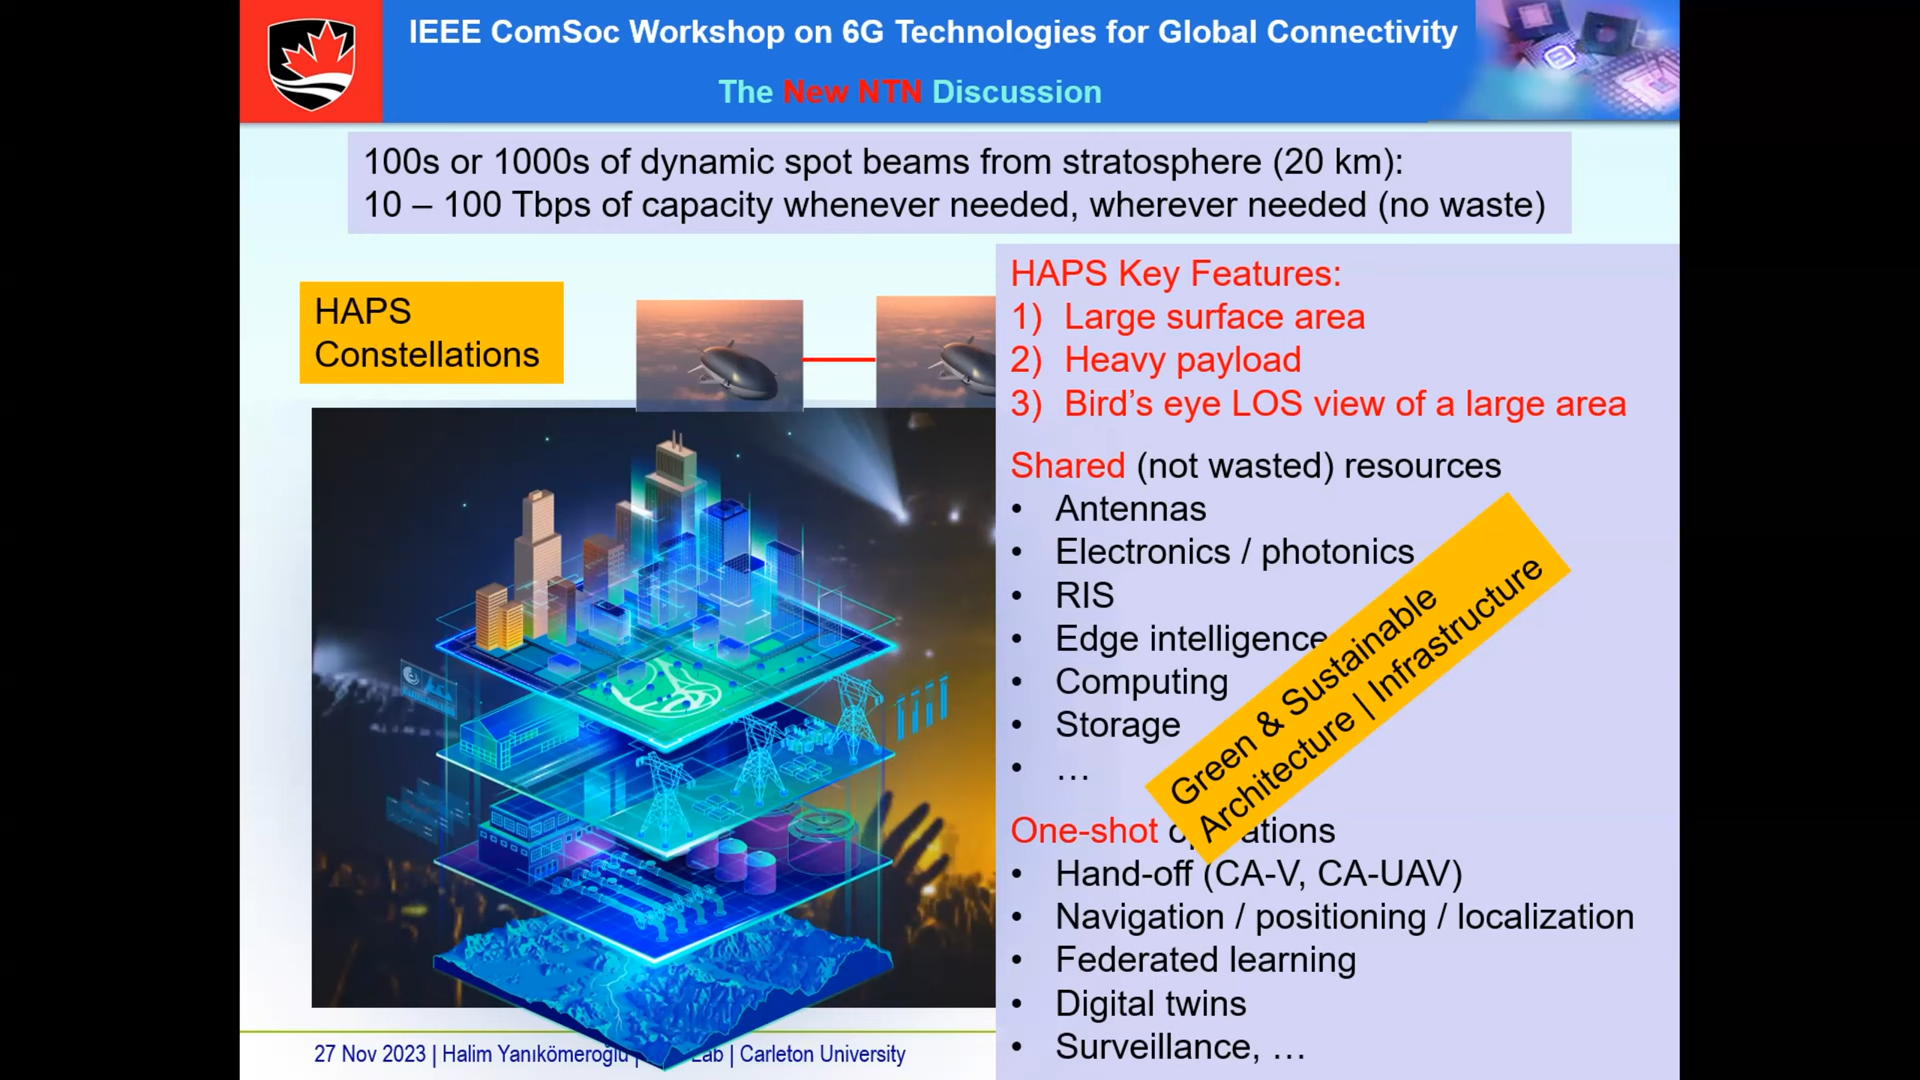 IEEE ComSoc Workshop on 6G Technologies for Global Connectivity
The New NTN Discussion
100s or 1000s of dynamic spot beams from stratosphere (20 km):
10 – 100 Tbps of capacity whenever needed, wherever needed (no waste)
HAPS
Constellations
HAPS Key Features:
1) Large surface area
2) Heavy payload
3) Bird’s eye LOS view of a large area
Shared (not wasted) resources
• Antennas
• Electronics / photonics
• RIS
• Edge intelligence
• Computing
• Storage
• …
Green & Sustainable
Architecture | Infrastructure
One-shot
• Hand-off (CA-V, CA-UAV)
• Navigation / positioning / localization
• Federated learning
• Digital twins
• Surveillance, …
27 Nov 2023 | Halim Yanıkömeroğlu | Lab | Carleton University